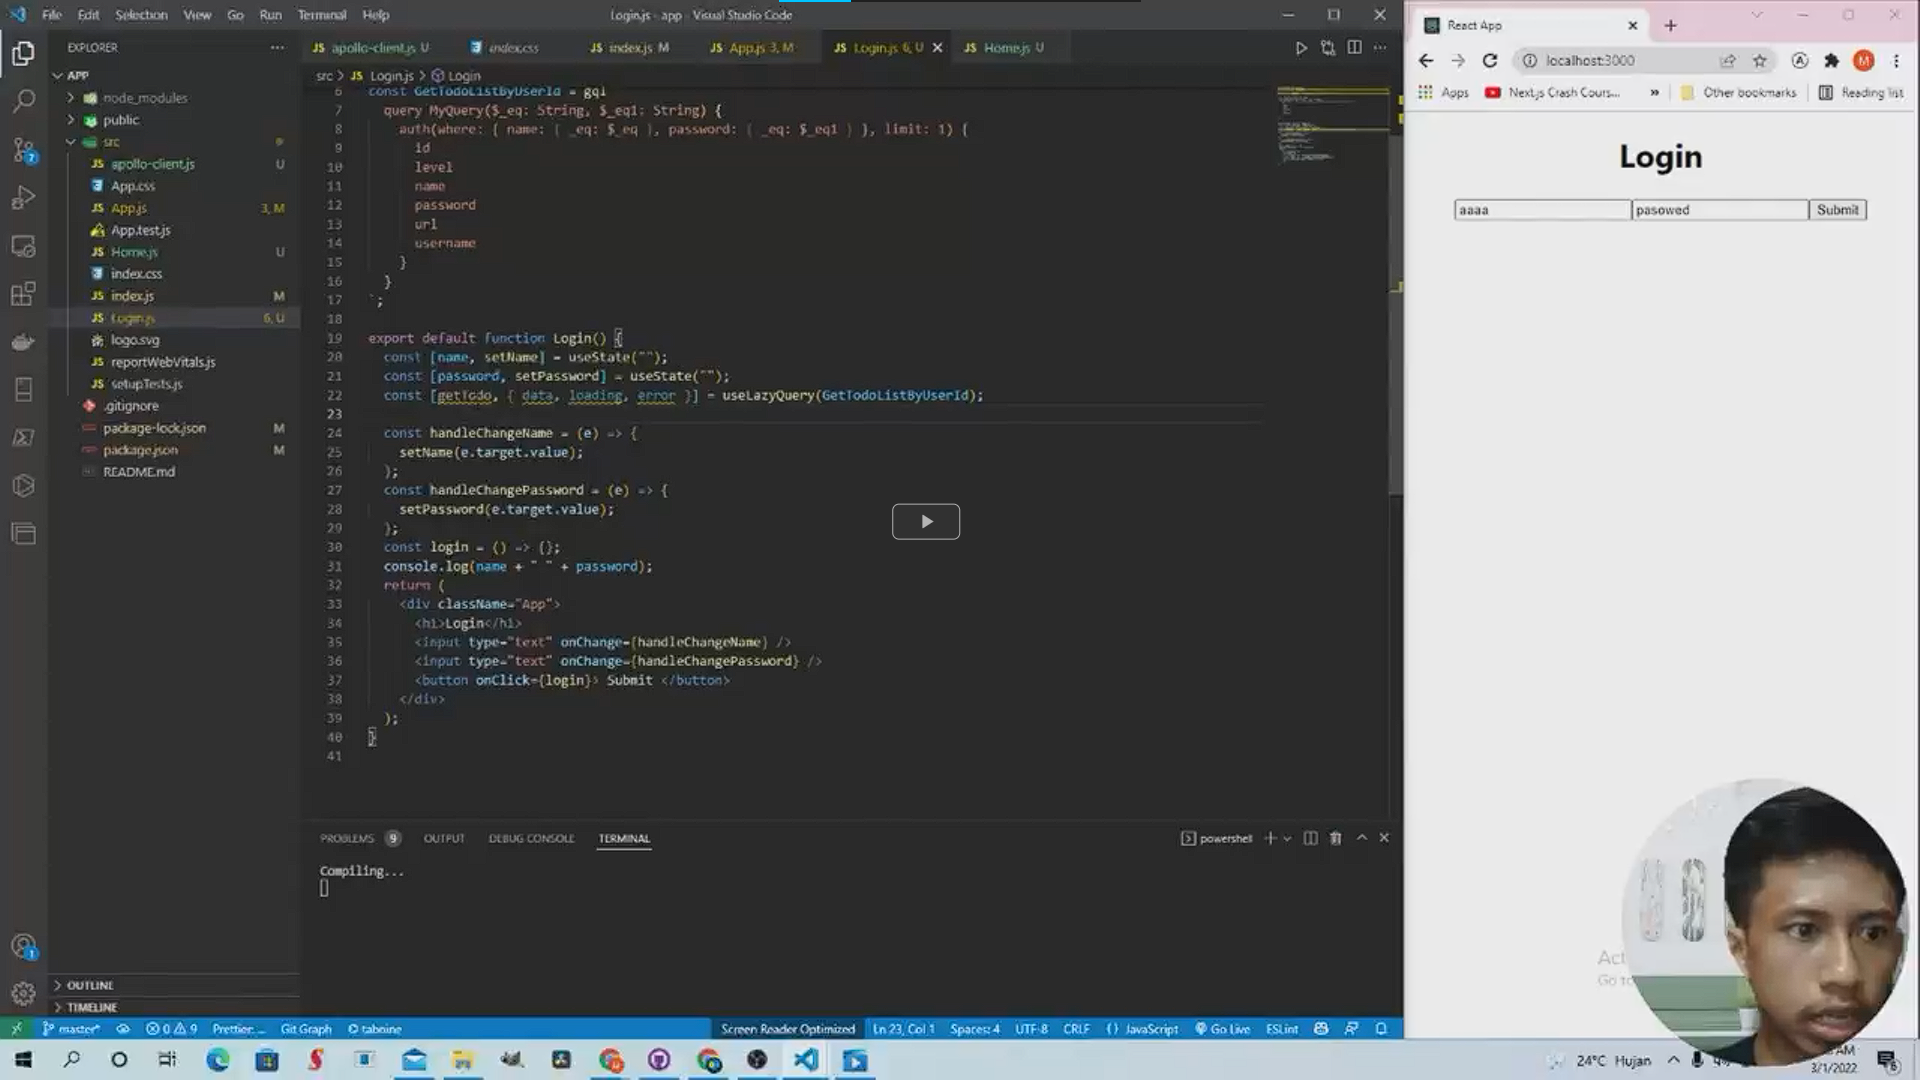 File Edit Selection View Go Run Terminal Help
Login.js - app - Visual Studio Code
EXPLORER
APP
node_modules
public
src
apollo-client.js U
App.css
App.js 3, M
App.test.js
Home.js U
index.css
index.js M
Login.js 6, U
logo.svg
reportWebVitals.js
setupTests.js
.gitignore
package-lock.json M
package.json M
README.md
OUTLINE
TIMELINE
apollo-client.js U index.css index.js M App.js 3, M Login.js 6, U Home.js U
src > JS Login.js > Login
6 const GetTodoListByUserId = gql`
7 query MyQuery($_eq: String, $_eq1: String) {
8 auth(where: { name: { _eq: $_eq }, password: { _eq: $_eq1 } }, limit: 1) {
9 id
10 level
11 name
12 password
13 url
14 username
15 }
16 }
17 `;
18
19 export default function Login() {
20 const [name, setName] = useState("");
21 const [password, setPassword] = useState("");
22 const [getTodo, { data, loading, error }] = useLazyQuery(GetTodoListByUserId);
23
24 const handleChangeName = (e) => {
25 setName(e.target.value);
26 };
27 const handleChangePassword = (e) => {
28 setPassword(e.target.value);
29 };
30 const login = () => {};
31 console.log(name + " " + password);
32 return (
33 <div className="App">
34 <h1>Login</h1>
35 <input type="text" onChange={handleChangeName} />
36 <input type="text" onChange={handleChangePassword} />
37 <button onClick={login}> Submit </button>
38 </div>
39 );
40 }
41
PROBLEMS 9 OUTPUT DEBUG CONSOLE TERMINAL
powershell
Compiling...
master* 0 9 Prettier... Git Graph tabnine
Screen Reader Optimized Ln 23, Col 1 Spaces: 4 UTF-8 CRLF {} JavaScript Go Live ESLint
React App
localhost:3000
M
Apps Next.js Crash Cours... » Other bookmarks Reading list
Login
aaaa pasowed Submit
Act
Go to
24°C Hujan
AM
3/1/2022